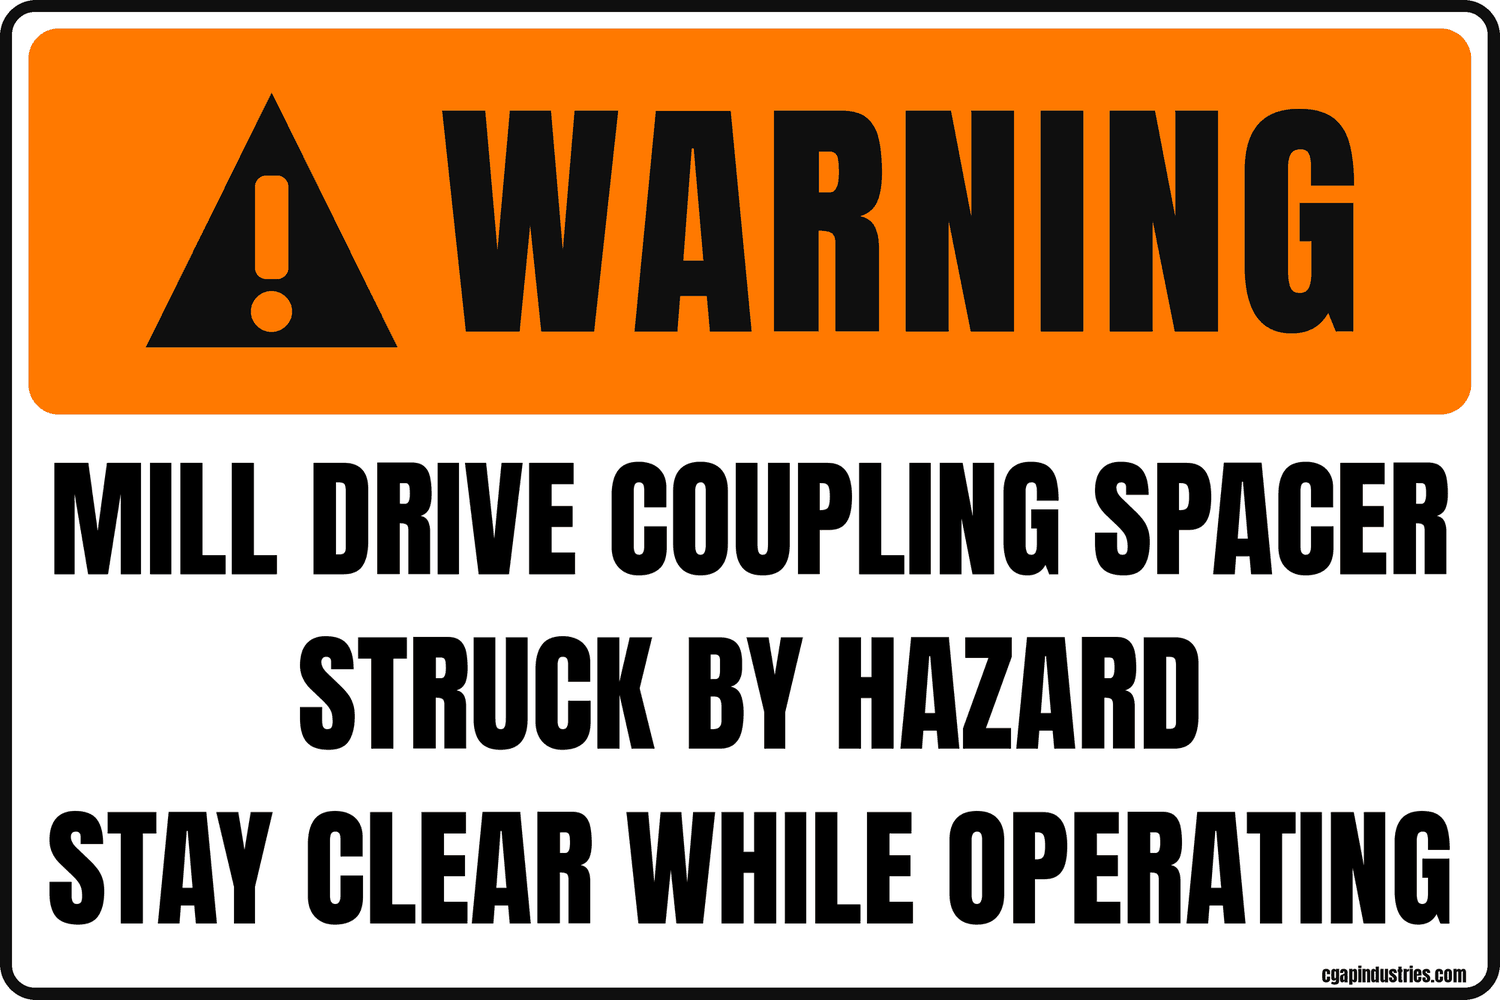 WARNING
MILL DRIVE COUPLING SPACER
STRUCK BY HAZARD
STAY CLEAR WHILE OPERATING
cgapindustries.com